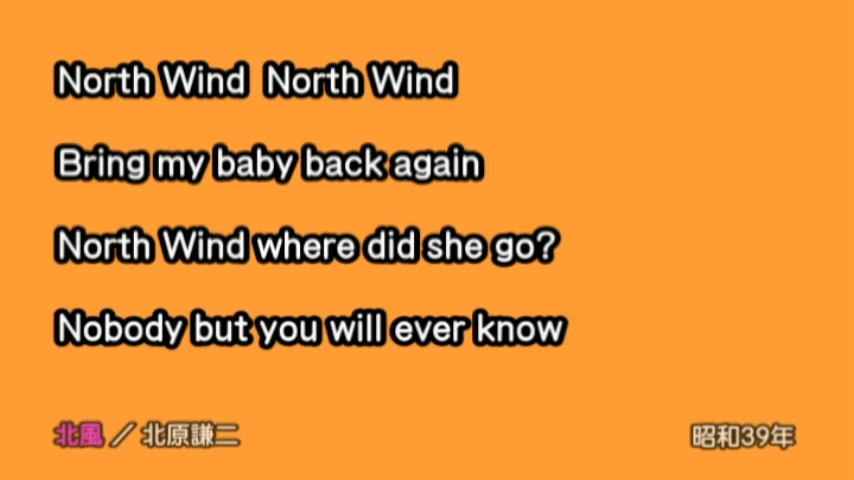 North Wind North Wind
Bring my baby back again
North Wind where did she go?
Nobody but you will ever know
北風 / 北原謙二 昭和39年